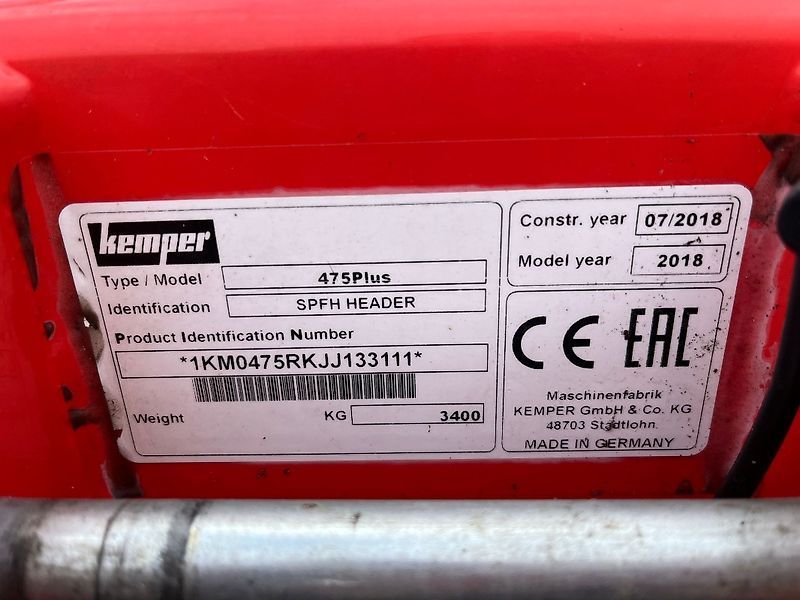 kemper
Type / Model 475Plus
Identification SPFH HEADER
Product Identification Number
*1KM0475RKJJ133111*
Weight KG 3400
Constr. year 07/2018
Model year 2018
CE EAC
Maschinenfabrik
KEMPER GmbH & Co. KG
48703 Stadtlohn
MADE IN GERMANY